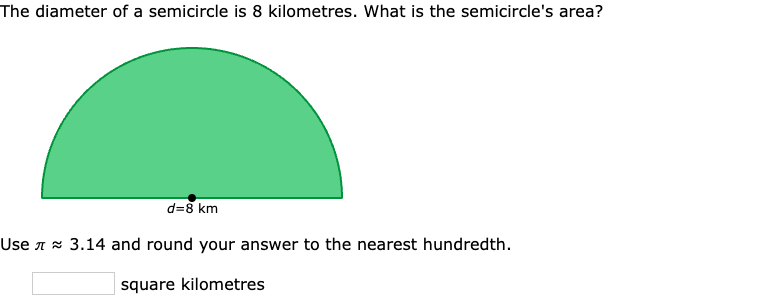 The diameter of a semicircle is 8 kilometres. What is the semicircle's area?
d=8 km
Use π ≈ 3.14 and round your answer to the nearest hundredth.
square kilometres